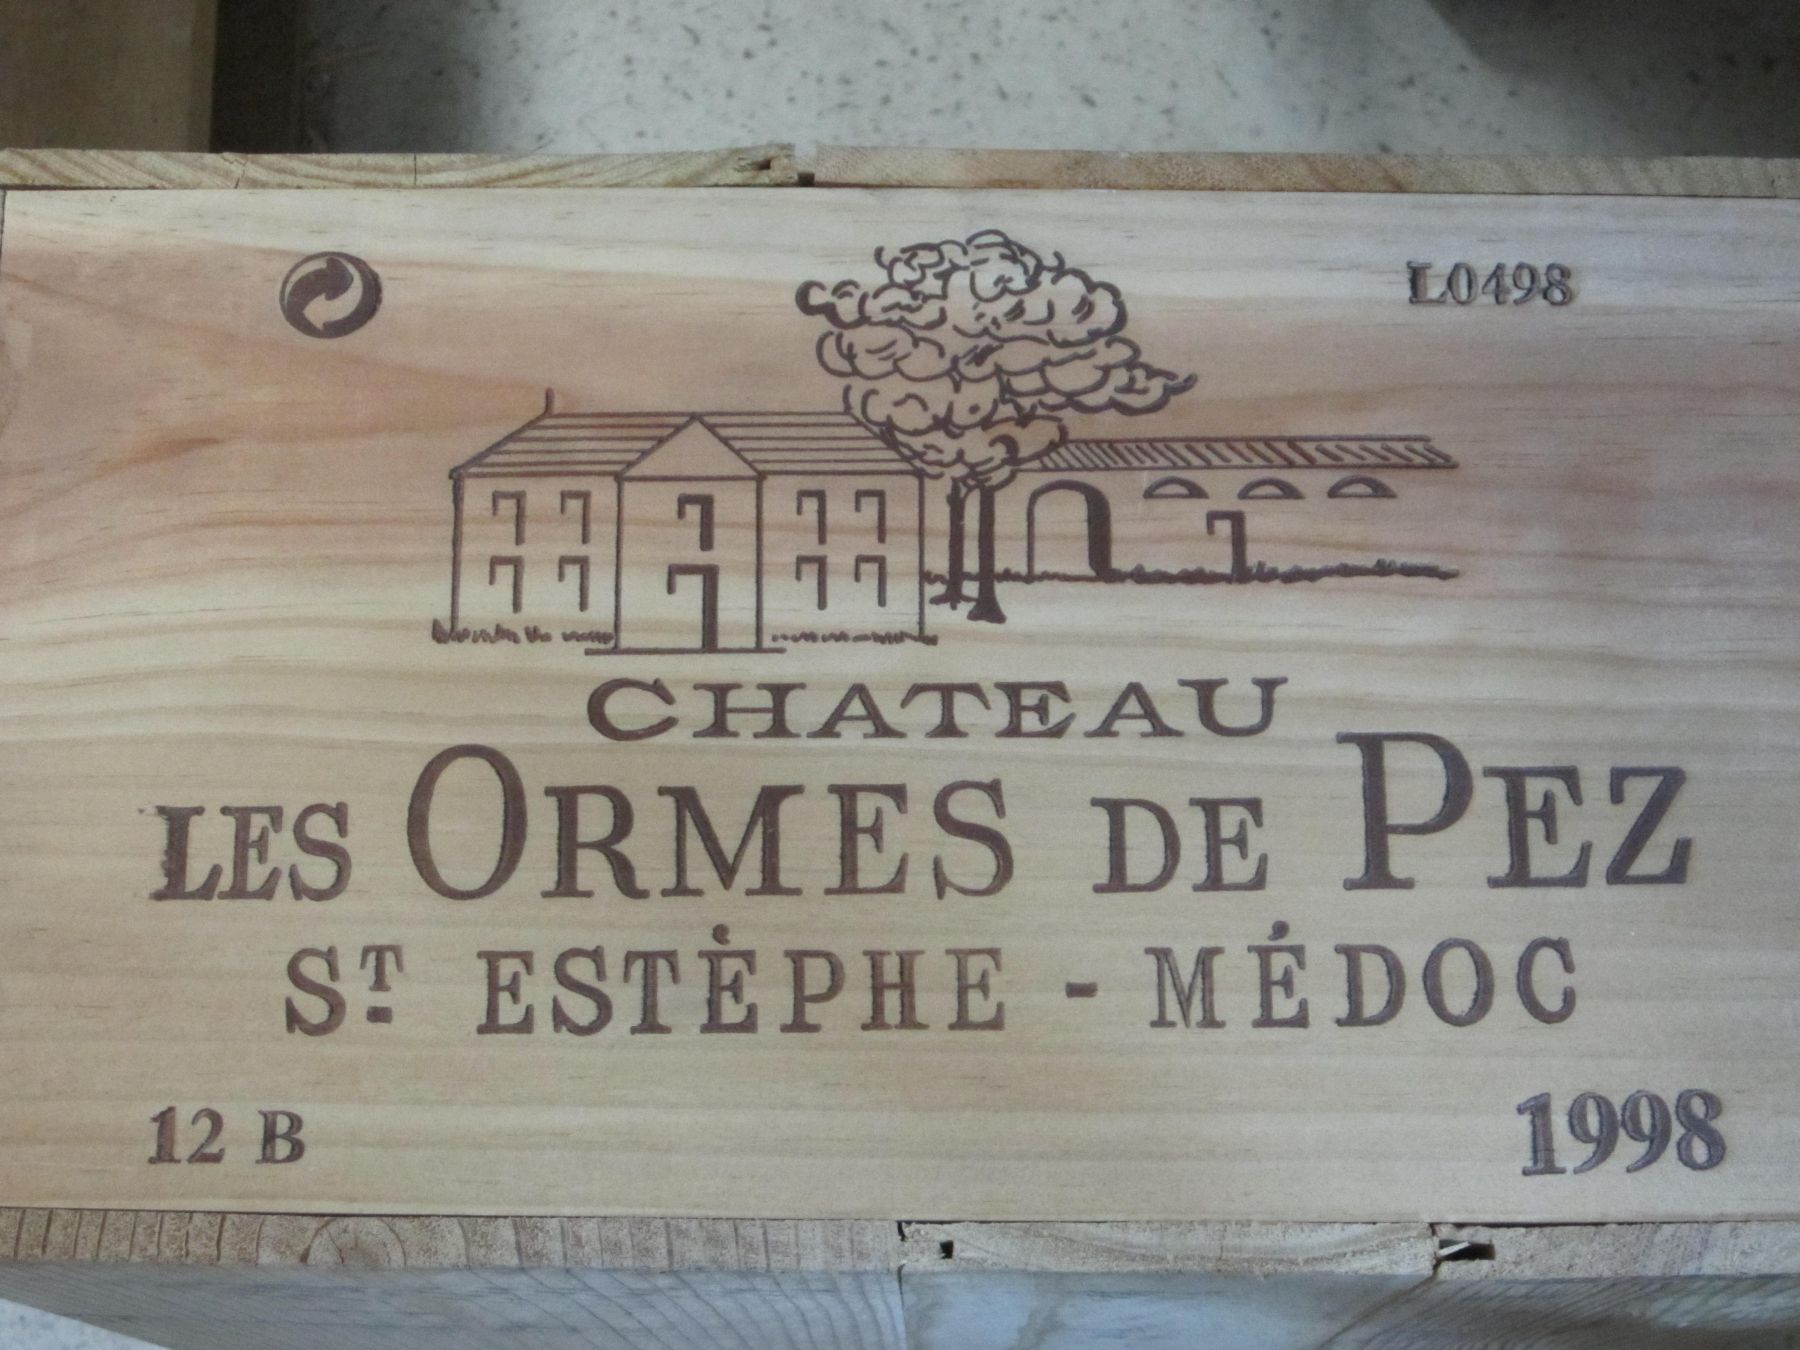 L0498
CHATEAU
LES ORMES DE PEZ
ST ESTÈPHE - MÉDOC
12 B
1998